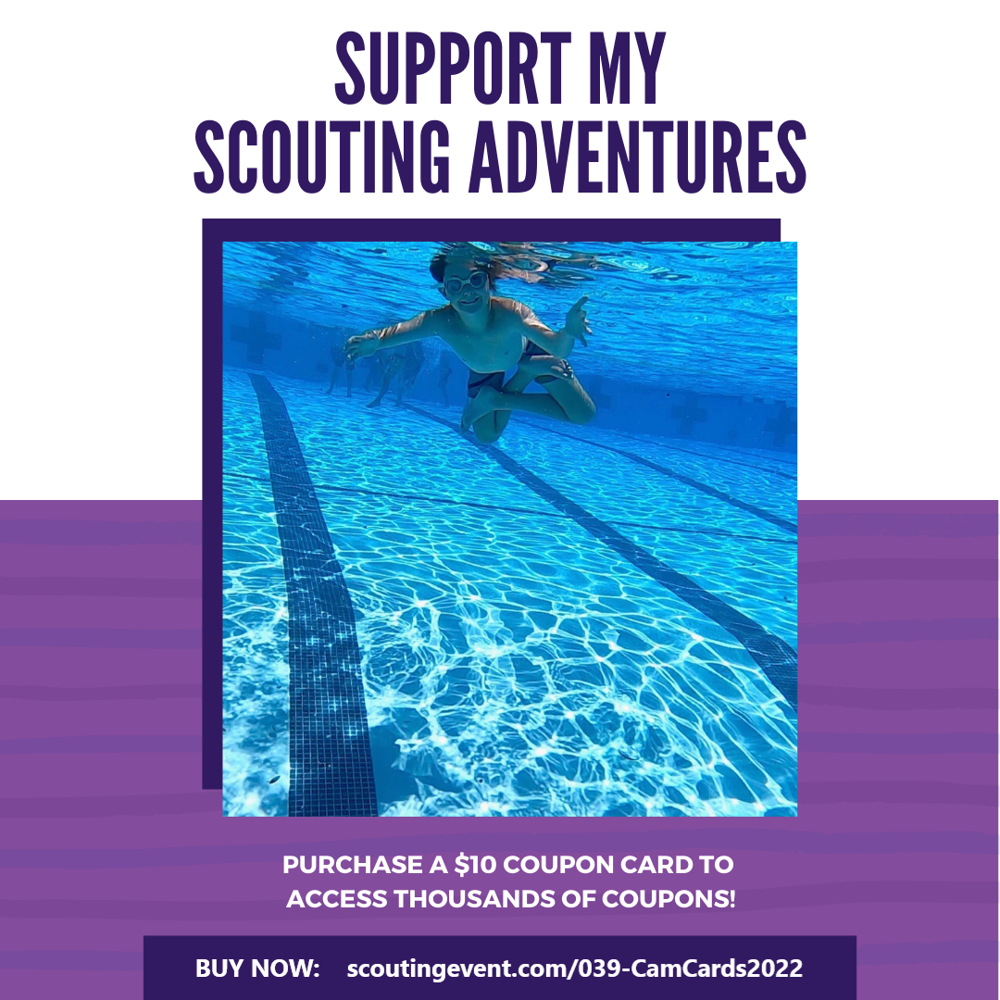 SUPPORT MY
SCOUTING ADVENTURES
PURCHASE A $10 COUPON CARD TO
ACCESS THOUSANDS OF COUPONS!
BUY NOW: scoutingevent.com/039-CamCards2022